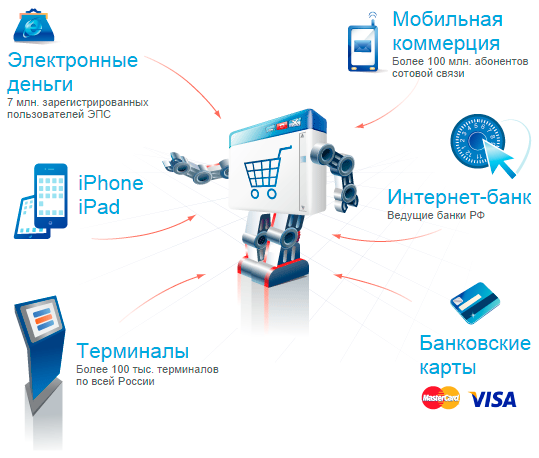 Электронные
деньги
7 млн. зарегистрированных
пользователей ЭПС
Мобильная
коммерция
Более 100 млн. абонентов
сотовой связи
iPhone
iPad
Интернет-банк
Ведущие банки РФ
Терминалы
Более 100 тыс. терминалов
по всей России
Банковские
карты
MasterCard
VISA